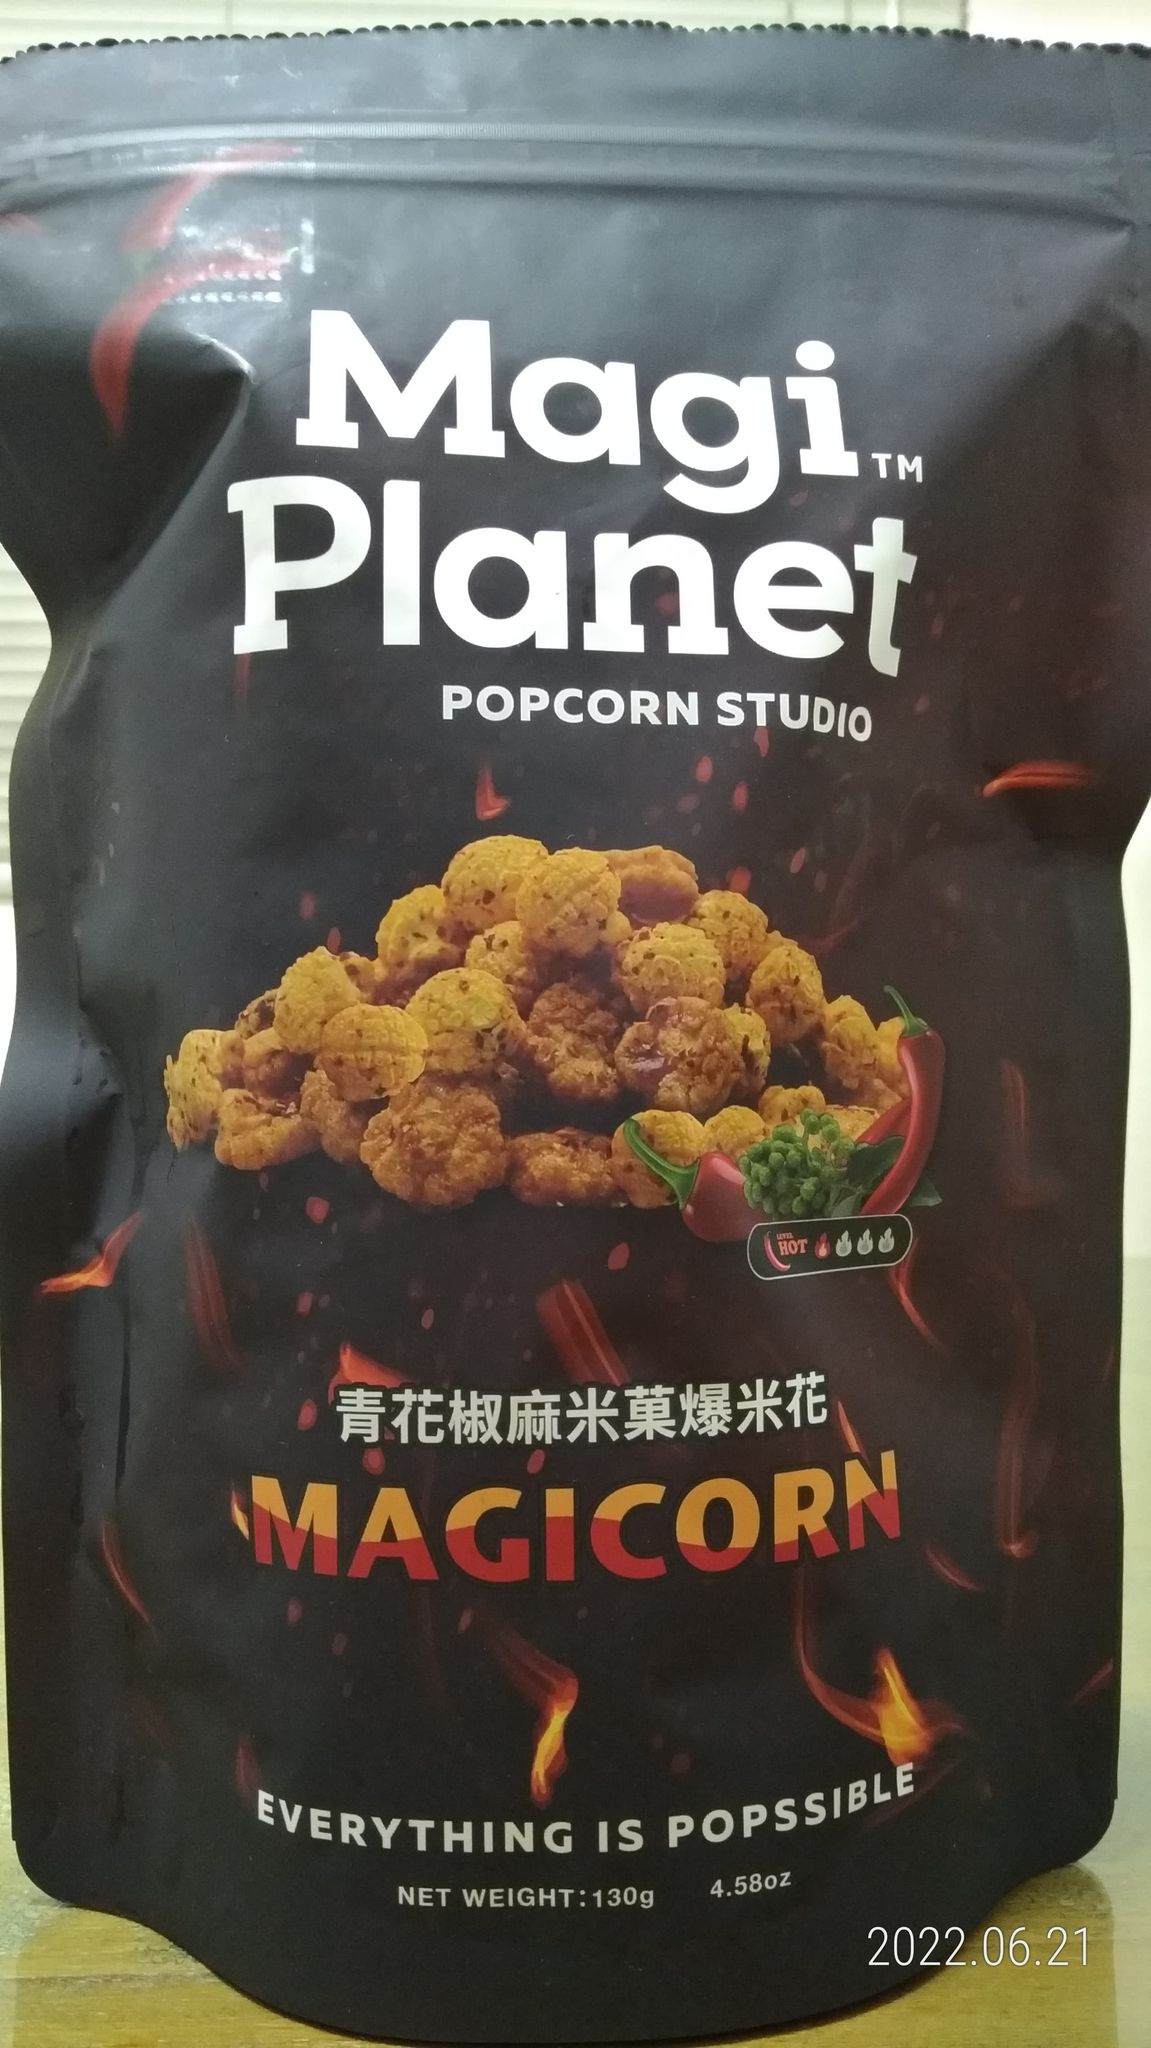 Magi™
Planet
POPCORN STUDIO
LEVEL
HOT
青花椒麻米菓爆米花
MAGICORN
EVERYTHING IS POPSSIBLE
NET WEIGHT:130g 4.58oz
2022.06.21